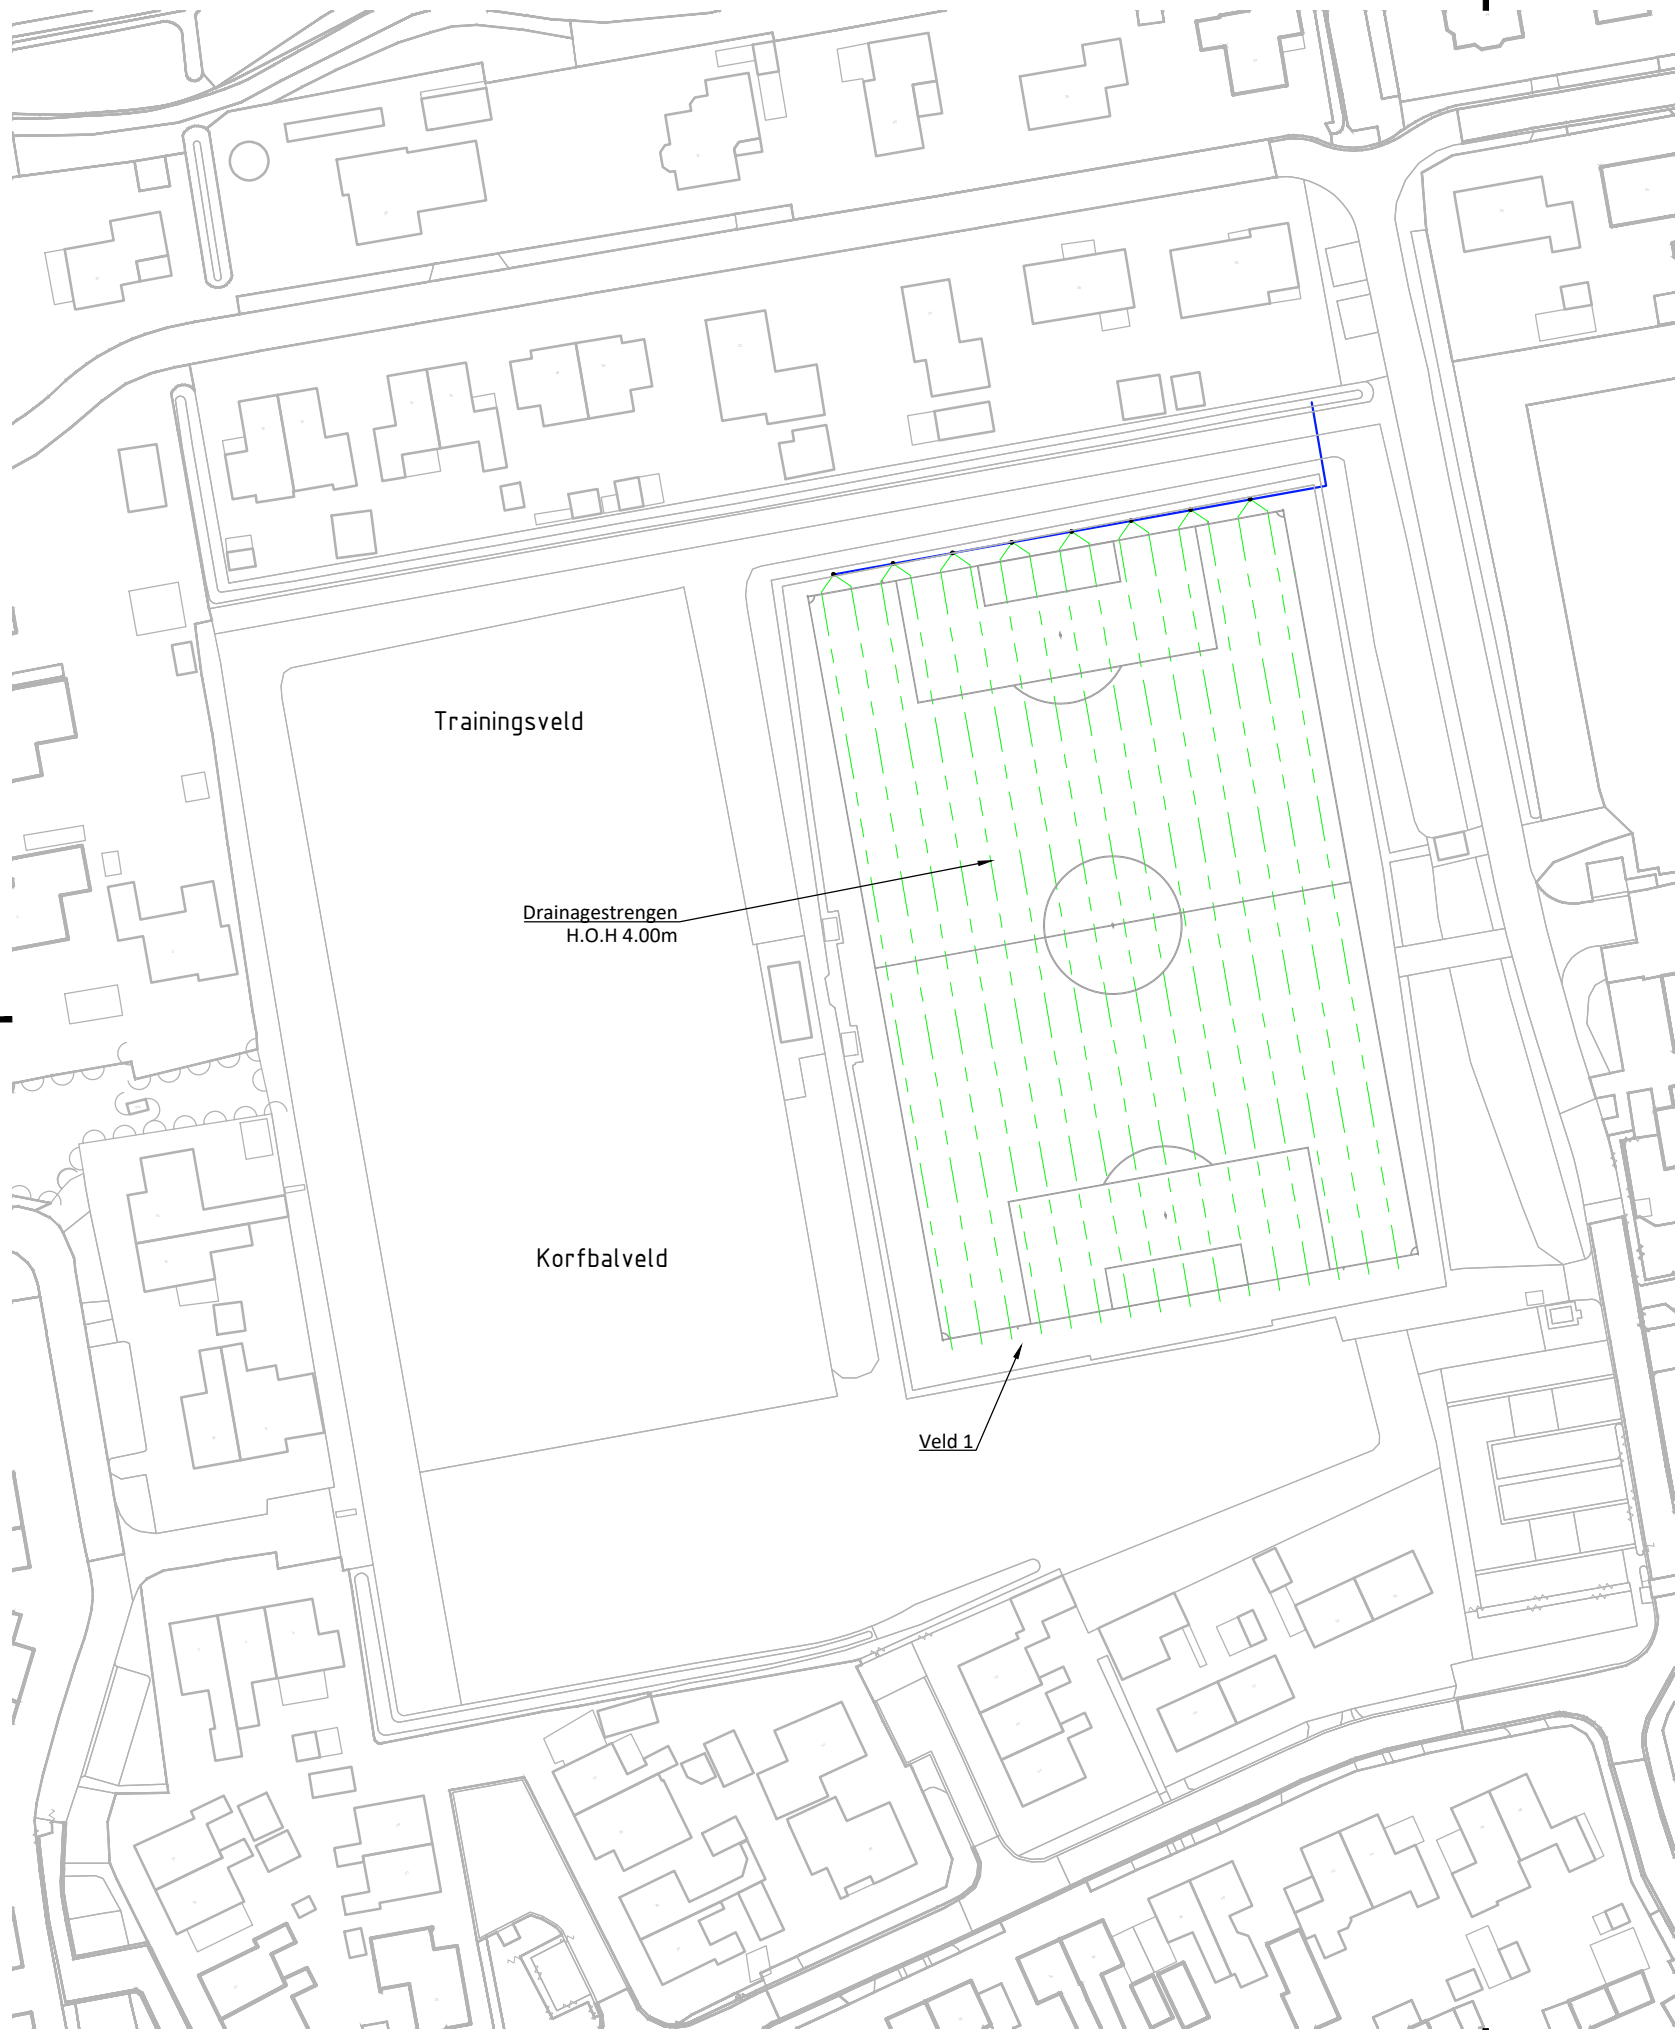 Trainingsveld
Drainagestrengen
H.O.H 4.00m
Korfbalveld
Veld 1